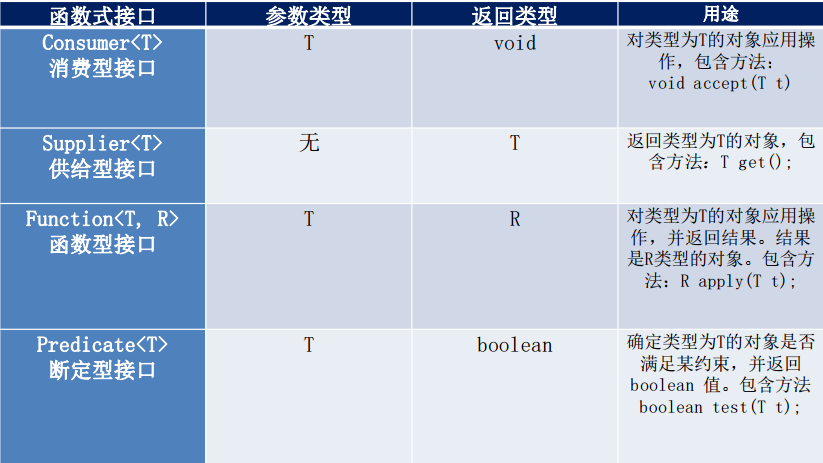 函数式接口
参数类型
返回类型
用途
Consumer<T>
消费型接口
T
void
对类型为T的对象应用操
作，包含方法：
void accept(T t)
Supplier<T>
供给型接口
无
T
返回类型为T的对象，包
含方法：T get();
Function<T, R>
函数型接口
T
R
对类型为T的对象应用操
作，并返回结果。结果
是R类型的对象。包含方
法：R apply(T t);
Predicate<T>
断定型接口
T
boolean
确定类型为T的对象是否
满足某约束，并返回
boolean 值。包含方法
boolean test(T t);